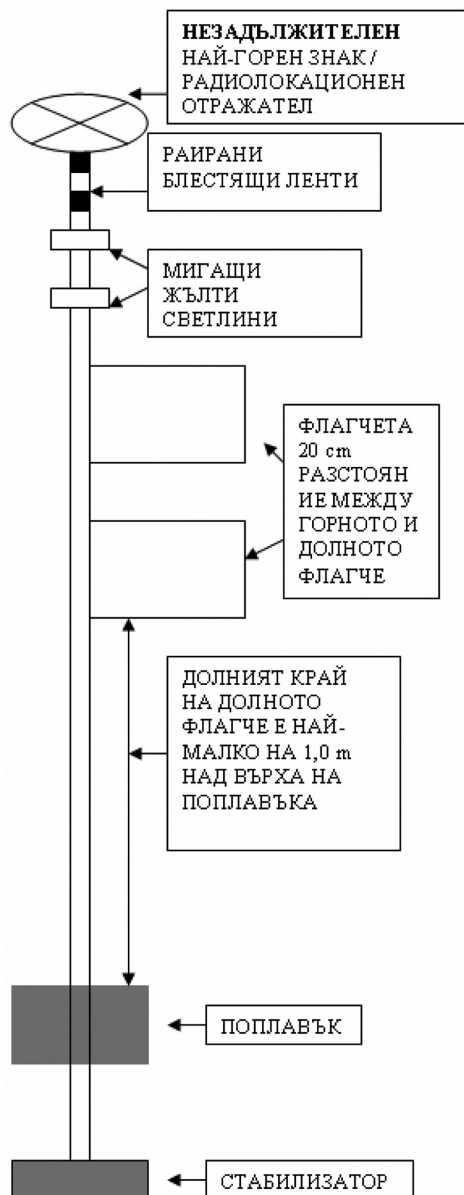 НЕЗАДЪЛЖИТЕЛЕН
НАЙ-ГОРЕН ЗНАК /
РАДИОЛОКАЦИОНЕН
ОТРАЖАТЕЛ
РАИРАНИ
БЛЕСТЯЩИ ЛЕНТИ
МИГАЩИ
ЖЪЛТИ
СВЕТЛИНИ
ФЛАГЧЕТА
20 cm
РАЗСТОЯН
ИЕ МЕЖДУ
ГОРНОТО И
ДОЛНОТО
ФЛАГЧЕ
ДОЛНИЯТ КРАЙ
НА ДОЛНОТО
ФЛАГЧЕ Е НАЙ-
МАЛКО НА 1,0 m
НАД ВЪРХА НА
ПОПЛАВЪКА
ПОПЛАВЪК
СТАБИЛИЗАТОР